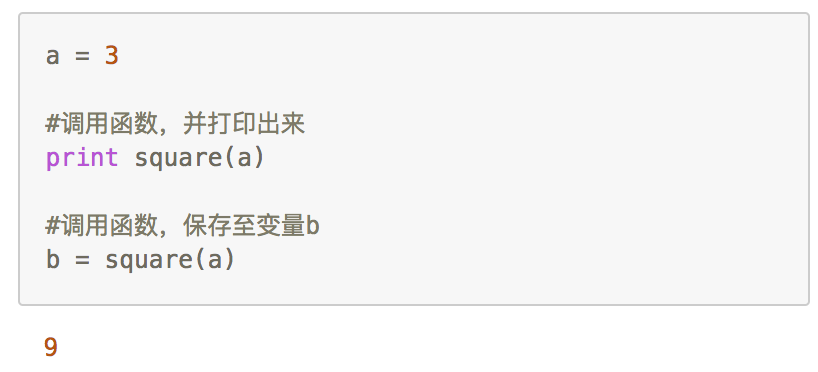 a = 3
#调用函数，并打印出来
print square(a)
#调用函数，保存至变量b
b = square(a)
9